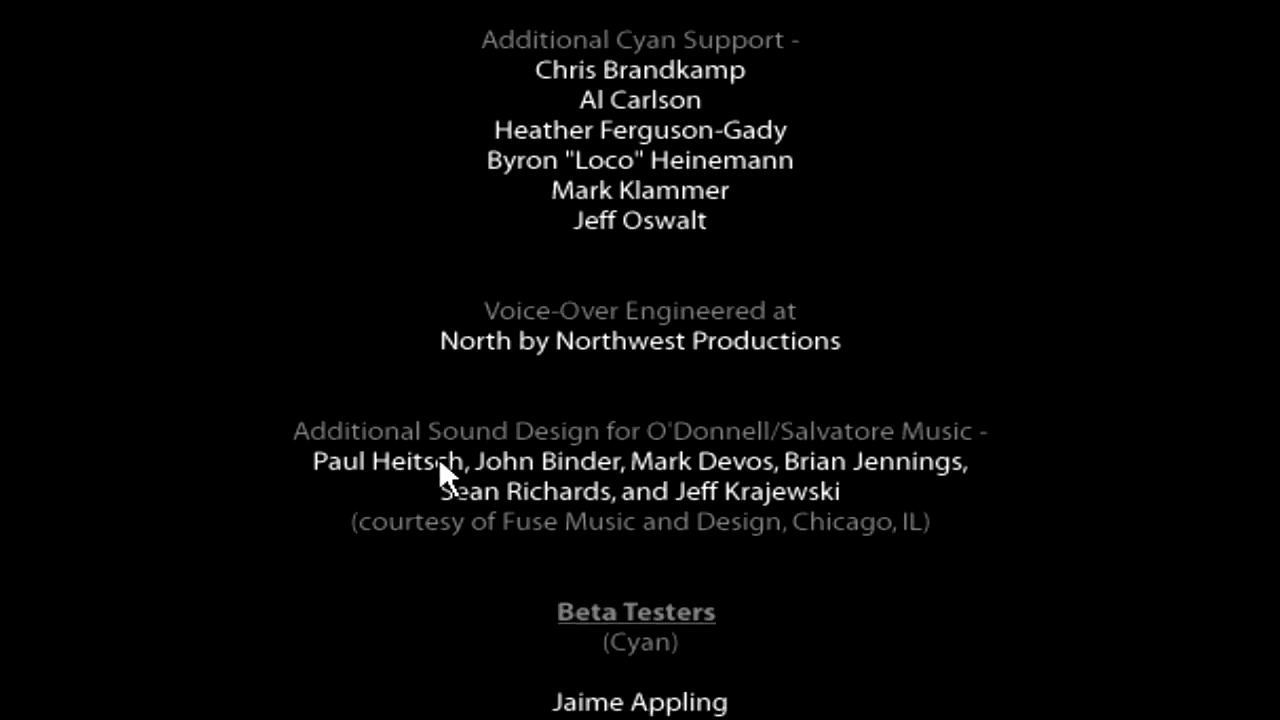 Additional Cyan Support -
Chris Brandkamp
Al Carlson
Heather Ferguson-Gady
Byron "Loco" Heinemann
Mark Klammer
Jeff Oswalt
Voice-Over Engineered at
North by Northwest Productions
Additional Sound Design for O'Donnell/Salvatore Music -
Paul Heitsch, John Binder, Mark Devos, Brian Jennings,
Sean Richards, and Jeff Krajewski
(courtesy of Fuse Music and Design, Chicago, IL)
Beta Testers
(Cyan)
Jaime Appling